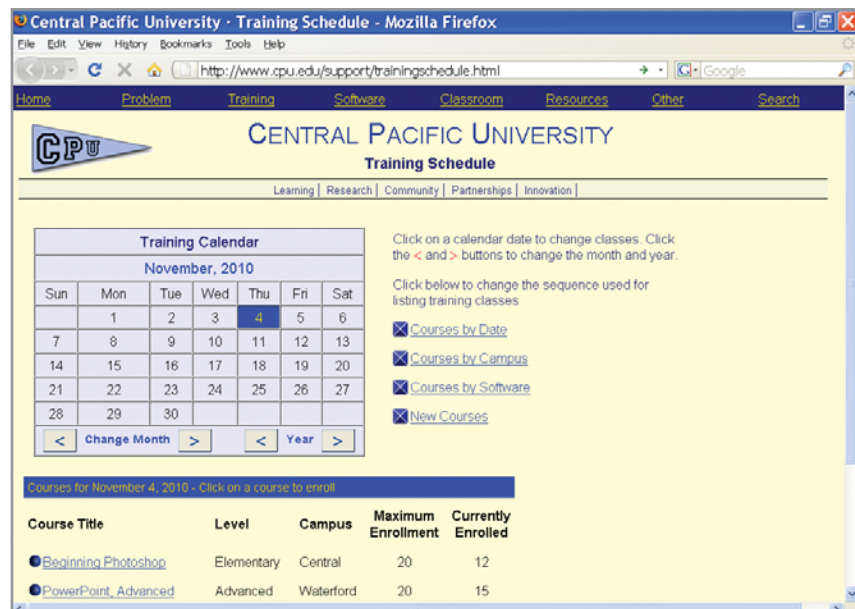 Central Pacific University · Training Schedule - Mozilla Firefox
File Edit View History Bookmarks Tools Help
http://www.cpu.edu/support/trainingschedule.html
G Google
Home Problem Training Software Classroom Resources Other Search
CPU
CENTRAL PACIFIC UNIVERSITY
Training Schedule
Learning | Research | Community | Partnerships | Innovation |
Training Calendar
November, 2010
Sun Mon Tue Wed Thu Fri Sat
1 2 3 4 5 6
7 8 9 10 11 12 13
14 15 16 17 18 19 20
21 22 23 24 25 26 27
28 29 30
< Change Month > < Year >
Click on a calendar date to change classes. Click
the < and > buttons to change the month and year.
Click below to change the sequence used for
listing training classes
Courses by Date
Courses by Campus
Courses by Software
New Courses
Courses for November 4, 2010 - Click on a course to enroll
Course Title Level Campus Maximum Enrollment Currently Enrolled
Beginning Photoshop Elementary Central 20 12
PowerPoint, Advanced Advanced Waterford 20 15